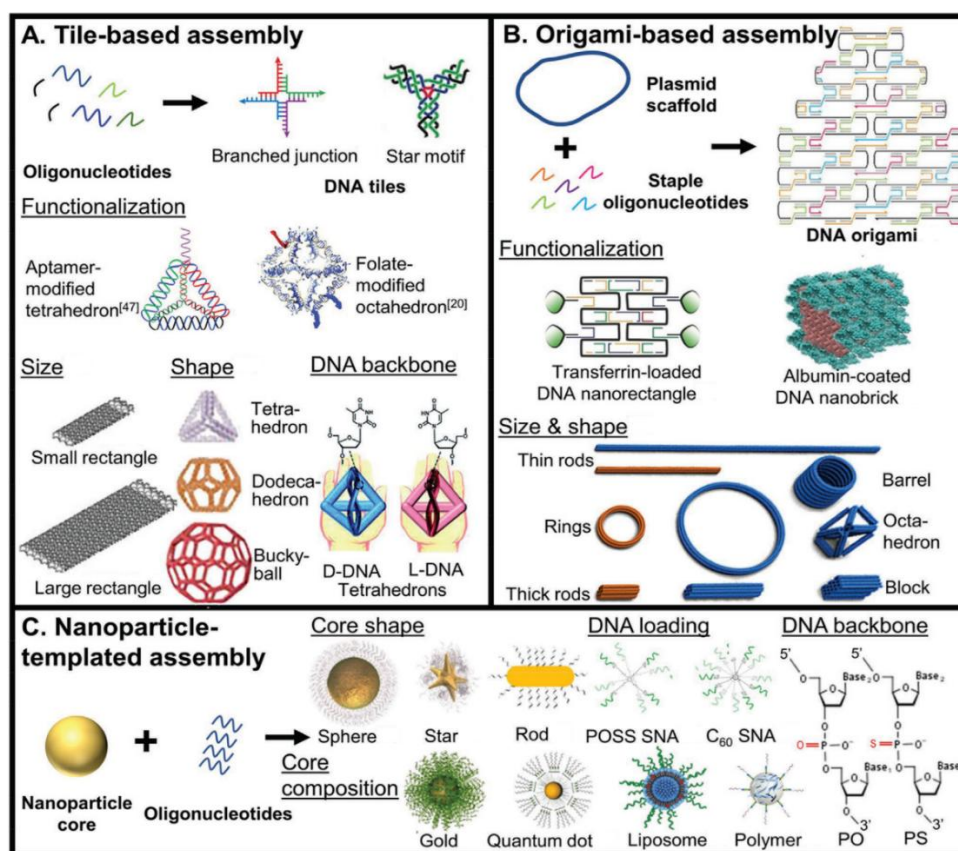 A. Tile-based assembly
Oligonucleotides
Branched junction
Star motif
DNA tiles
Functionalization
Aptamer-
modified
tetrahedron[47]
Folate-
modified
octahedron[20]
Size
Small rectangle
Large rectangle
Shape
Tetra-
hedron
Dodeca-
hedron
Bucky-
ball
DNA backbone
D-DNA
L-DNA
Tetrahedrons
B. Origami-based assembly
Plasmid
scaffold
Staple
oligonucleotides
DNA origami
Functionalization
Transferrin-loaded
DNA nanorectangle
Albumin-coated
DNA nanobrick
Size & shape
Thin rods
Barrel
Rings
Octa-
hedron
Thick rods
Block
C. Nanoparticle-
templated assembly
Nanoparticle
core
Oligonucleotides
Core shape
Sphere
Star
Rod
Core
composition
Gold
Quantum dot
Liposome
Polymer
DNA loading
POSS SNA
C60 SNA
DNA backbone
5'
5'
Base2
Base2
O
O
O
O
O=P-O-
S=P-O-
O
O
Base1
Base1
O
O
O
O
3'
3'
PO
PS